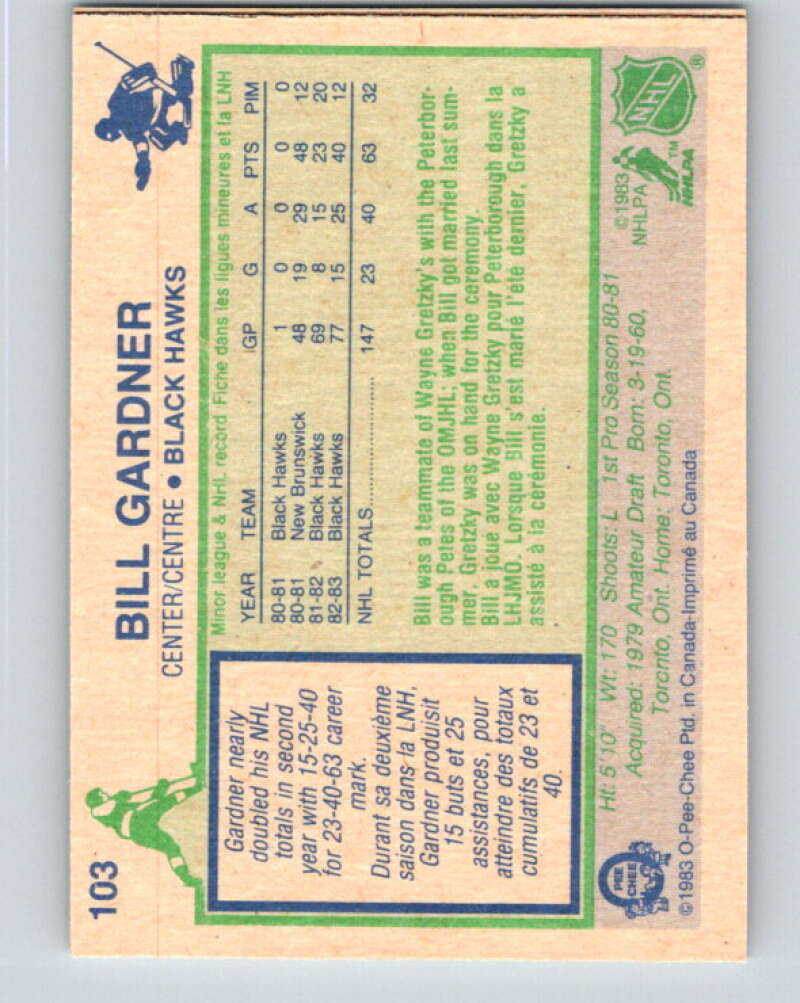 103
BILL GARDNER
CENTER/CENTRE • BLACK HAWKS
Gardner nearly
doubled his NHL
totals in second
year with 15-25-40
for 23-40-63 career
mark.
Durant sa deuxième
saison dans la LNH,
Gardner produisit
15 buts et 25
assistances, pour
atteindre des totaux
cumulatifs de 23 et
40.
Minor league & NHL record Fiche dans les ligues mineures et la LNH
YEAR TEAM GP G A PTS PIM
80-81 Black Hawks 1 0 0 0 0
80-81 New Brunswick 48 19 29 48 12
81-82 Black Hawks 69 8 15 23 20
82-83 Black Hawks 77 15 25 40 12
NHL TOTALS 147 23 40 63 32
Bill was a teammate of Wayne Gretzky's with the Peterbor-
ough Petes of the OMJHL; when Bill got married last sum-
mer, Gretzky was on hand for the ceremony.
Bill a joué avec Wayne Gretzky pour Peterborough dans la
LHJMO. Lorsque Bill s'est marié l'été dernier, Gretzky a
assisté à la cérémonie.
Ht: 5'10" Wt: 170 Shoots: L 1st Pro Season 80-81
Acquired: 1979 Amateur Draft Born: 3-19-60,
Toronto, Ont. Home: Toronto, Ont.
O PEE CHEE
©1983 O-Pee-Chee Ptd. in Canada-Imprimé au Canada
©1983
NHLPA
NHLPA
TM
NHL
®